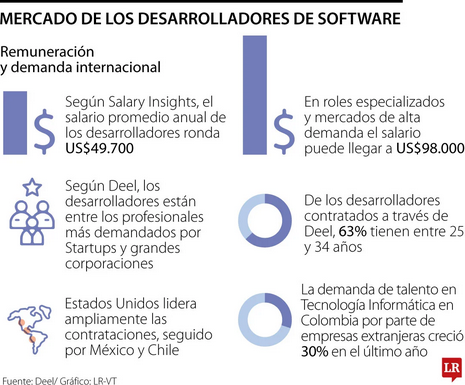 MERCADO DE LOS DESARROLLADORES DE SOFTWARE
Remuneración
y demanda internacional
$
Según Salary Insights, el
salario promedio anual de
los desarrolladores ronda
US$49.700
$
En roles especializados
y mercados de alta
demanda el salario
puede llegar a US$98.000
Según Deel, los
desarrolladores están
entre los profesionales
más demandados por
Startups y grandes
corporaciones
De los desarrolladores
contratados a través de
Deel, 63% tienen entre 25
y 34 años
Estados Unidos lidera
ampliamente las
contrataciones, seguido
por México y Chile
La demanda de talento en
Tecnología Informática en
Colombia por parte de
empresas extranjeras creció
30% en el último año
Fuente: Deel/ Gráfico: LR-VT
LR